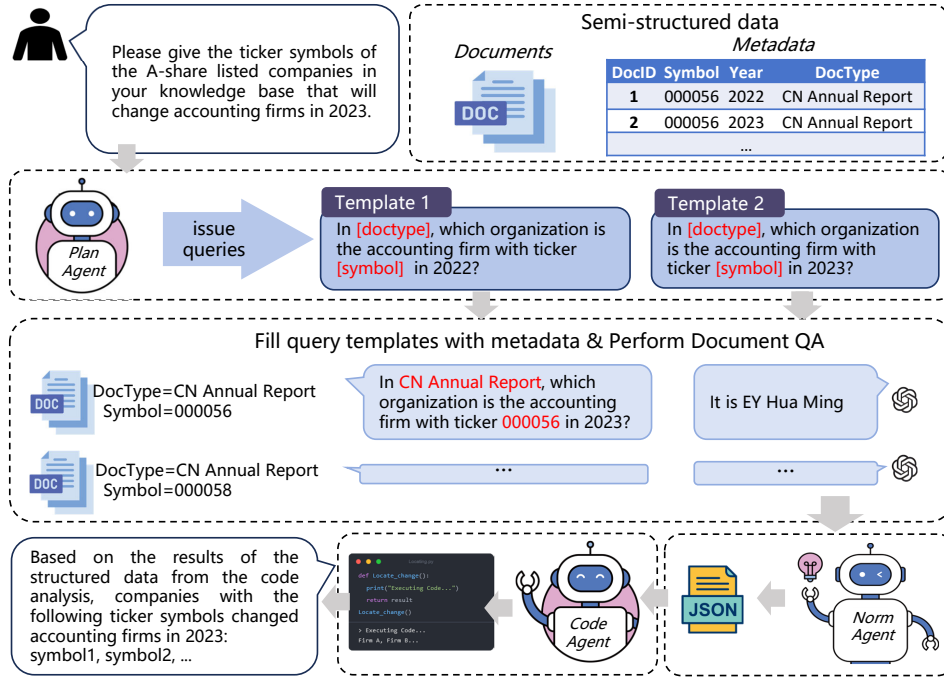 Please give the ticker symbols of
the A-share listed companies in
your knowledge base that will
change accounting firms in 2023.
Semi-structured data
Documents
Metadata
DOC
DocID Symbol Year DocType
1 000056 2022 CN Annual Report
2 000056 2023 CN Annual Report
...
Plan
Agent
issue
queries
Template 1
In [doctype], which organization is
the accounting firm with ticker
[symbol] in 2022?
Template 2
In [doctype], which organization
is the accounting firm with
ticker [symbol] in 2023?
Fill query templates with metadata & Perform Document QA
DOC
DocType=CN Annual Report
Symbol=000056
In CN Annual Report, which
organization is the accounting
firm with ticker 000056 in 2023?
It is EY Hua Ming
DOC
DocType=CN Annual Report
Symbol=000058
...
...
Based on the results of the
structured data from the code
analysis, companies with the
following ticker symbols changed
accounting firms in 2023:
symbol1, symbol2, ...
def Locate_change():
print("Executing Code...")
return result
Locate_change()
> Executing Code...
Firm A, Firm B...
Code
Agent
JSON
Norm
Agent